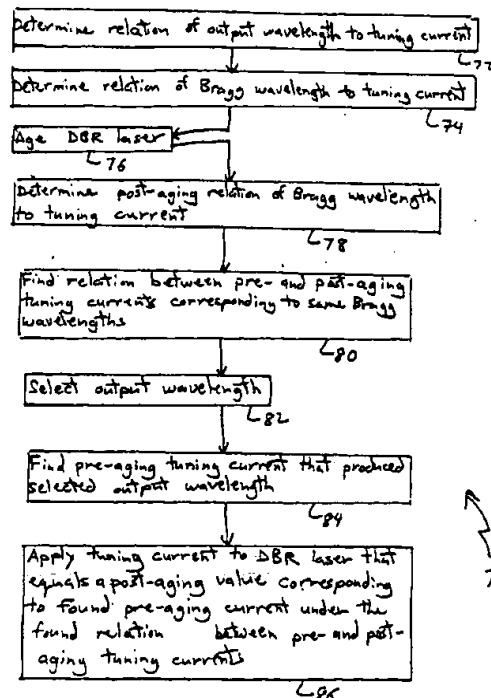 Determine relation of output wavelength to tuning current
72
Determine relation of Bragg wavelength to tuning current
74
Age DBR laser
76
Determine post-aging relation of Bragg wavelength
to tuning current
78
Find relation between pre- and post-aging
tuning currents corresponding to same Bragg
wavelengths
80
Select output wavelength
82
Find pre-aging tuning current that produced
selected output wavelength
84
Apply tuning current to DBR laser that
equals a post-aging value corresponding
to found pre-aging current under the
found relation between pre- and post-
aging tuning currents
86